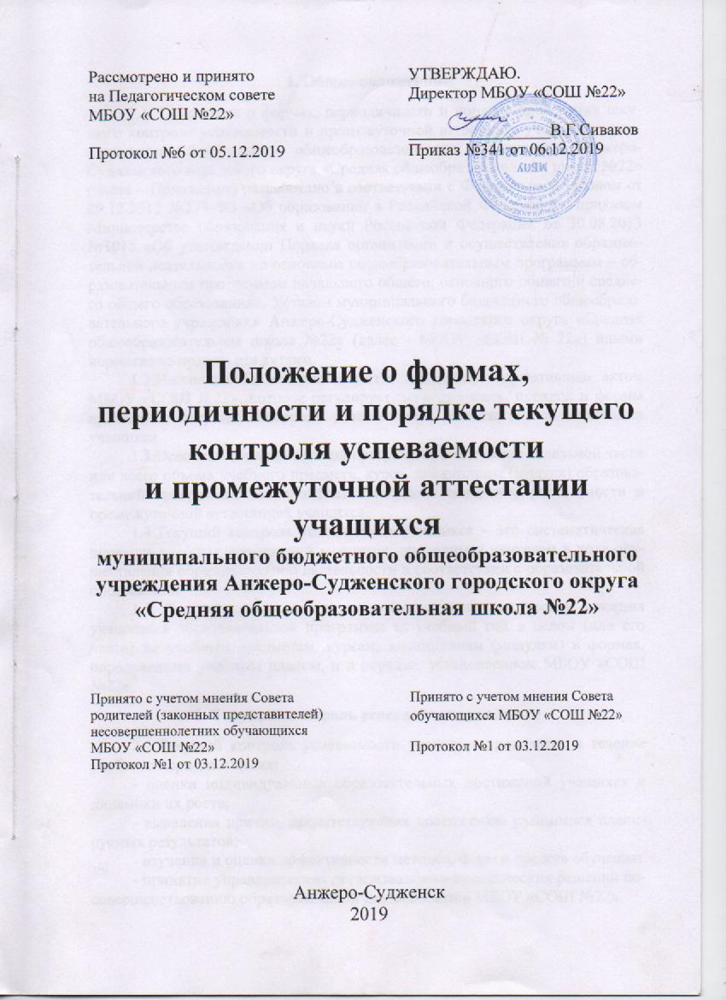 Рассмотрено и принято
на Педагогическом совете
МБОУ «СОШ №22»
Протокол №6 от 05.12.2019
УТВЕРЖДАЮ.
Директор МБОУ «СОШ №22»
В.Г.Сиваков
Приказ №341 от 06.12.2019
МБОУ
Положение о формах,
периодичности и порядке текущего
контроля успеваемости
и промежуточной аттестации
учащихся
муниципального бюджетного общеобразовательного
учреждения Анжеро-Судженского городского округа
«Средняя общеобразовательная школа №22»
Принято с учетом мнения Совета
родителей (законных представителей)
несовершеннолетних обучающихся
МБОУ «СОШ №22»
Протокол №1 от 03.12.2019
Принято с учетом мнения Совета
обучающихся МБОУ «СОШ №22»
Протокол №1 от 03.12.2019
Анжеро-Судженск
2019